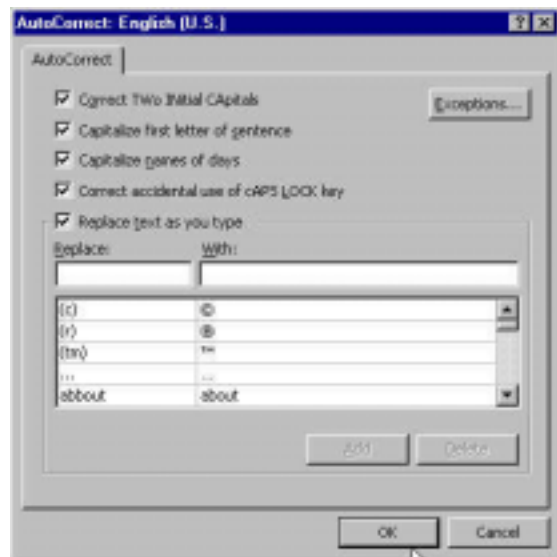 AutoCorrect: English (U.S.)
AutoCorrect
Correct TWo INitial CApitals
Exceptions...
Capitalize first letter of sentence
Capitalize names of days
Correct accidental use of cAPS LOCK key
Replace text as you type
Replace: With:
(c) ©
(r) ®
(tm) ™
... ...
abbout about
Add Delete
OK Cancel